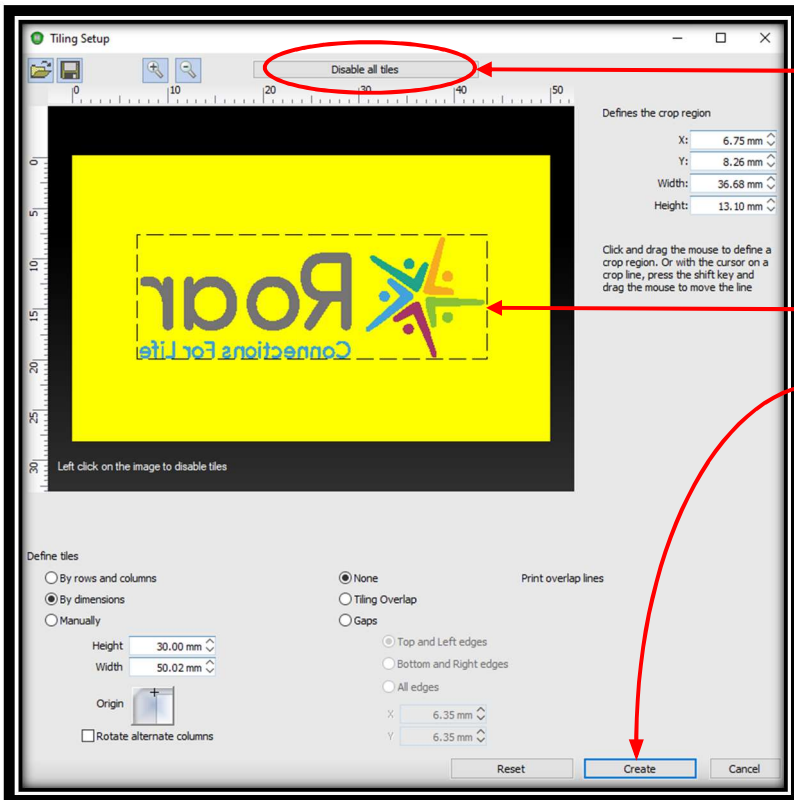 Tiling Setup
Disable all tiles
0 10 20 30 40 50
0
5
10
15
20
25
30
Roar
Connections For Life
Left click on the image to disable tiles
Defines the crop region
X: 6.75 mm
Y: 8.26 mm
Width: 36.68 mm
Height: 13.10 mm
Click and drag the mouse to define a
crop region. Or with the cursor on a
crop line, press the shift key and
drag the mouse to move the line
Define tiles
By rows and columns
By dimensions
Manually
Height 30.00 mm
Width 50.02 mm
Origin
Rotate alternate columns
None
Tiling Overlap
Gaps
Top and Left edges
Bottom and Right edges
All edges
X 6.35 mm
Y 6.35 mm
Print overlap lines
Reset Create Cancel